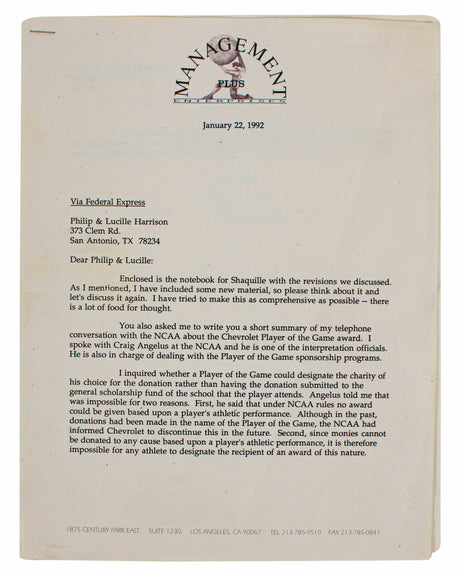 MANAGEMENT
PLUS
ENTERPRISES
January 22, 1992
Via Federal Express
Philip & Lucille Harrison
373 Clem Rd.
San Antonio, TX 78234
Dear Philip & Lucille:
Enclosed is the notebook for Shaquille with the revisions we discussed.
As I mentioned, I have included some new material, so please think about it and
let's discuss it again. I have tried to make this as comprehensive as possible -- there
is a lot of food for thought.
You also asked me to write you a short summary of my telephone
conversation with the NCAA about the Chevrolet Player of the Game award. I
spoke with Craig Angelus at the NCAA and he is one of the interpretation officials.
He is also in charge of dealing with the Player of the Game sponsorship programs.
I inquired whether a Player of the Game could designate the charity of
his choice for the donation rather than having the donation submitted to the
general scholarship fund of the school that the player attends. Angelus told me that
was impossible for two reasons. First, he said that under NCAA rules no award
could be given based upon a player's athletic performance. Although in the past,
donations had been made in the name of the Player of the Game, the NCAA had
informed Chevrolet to discontinue this in the future. Second, since monies cannot
be donated to any cause based upon a player's athletic performance, it is therefore
impossible for any athlete to designate the recipient of an award of this nature.
1875 CENTURY PARK EAST, SUITE 1230, LOS ANGELES, CA 90067 TEL 213-785-9510 FAX 213-785-0847